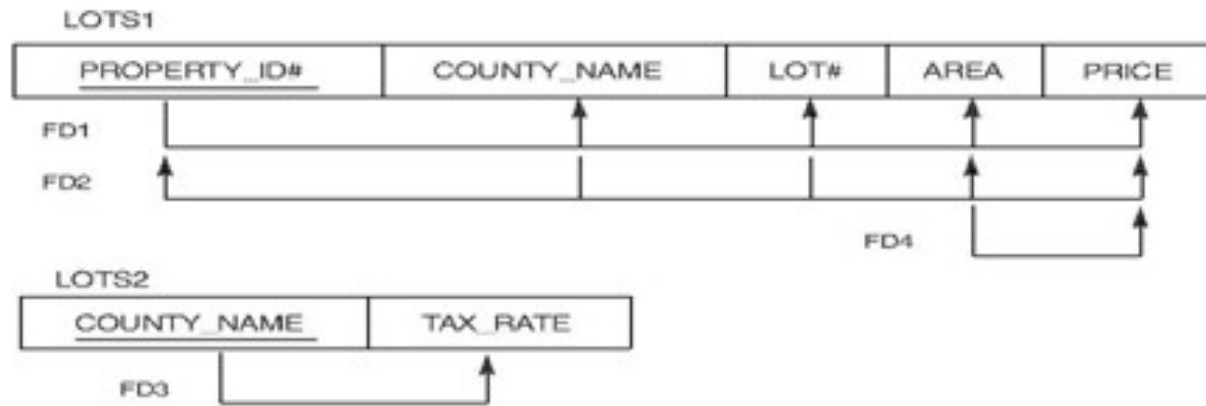 LOTS1
PROPERTY_ID# COUNTY_NAME LOT# AREA PRICE
FD1
FD2
FD4
LOTS2
COUNTY_NAME TAX_RATE
FD3